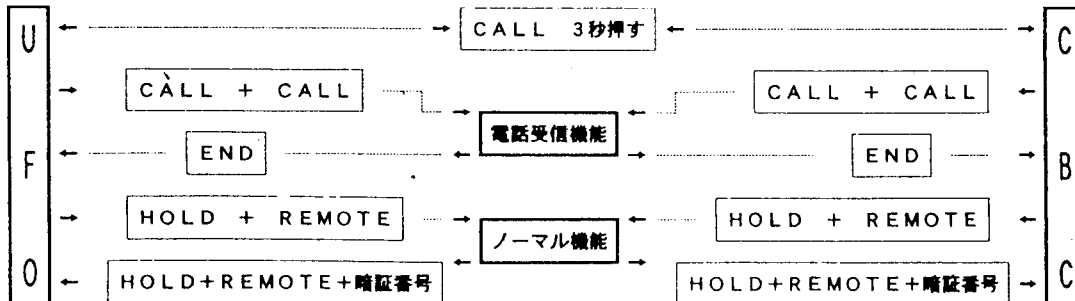 U F O
CALL 3秒押す
C B C
CALL + CALL
CALL + CALL
電話受信機能
END
END
HOLD + REMOTE
HOLD + REMOTE
ノーマル機能
HOLD+REMOTE+暗証番号
HOLD+REMOTE+暗証番号